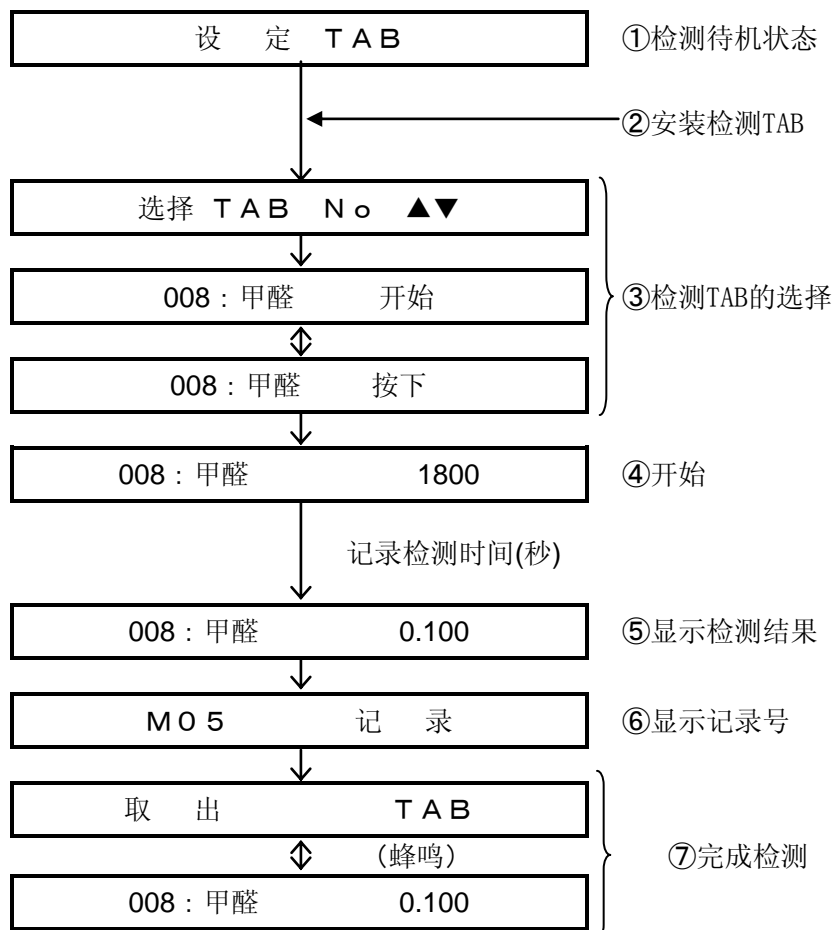 设 定 TAB ①检测待机状态
②安装检测TAB
选择 TAB No ▲▼
008：甲醛 开始 ③检测TAB的选择
008：甲醛 按下
008：甲醛 1800 ④开始
记录检测时间(秒)
008：甲醛 0.100 ⑤显示检测结果
M05 记 录 ⑥显示记录号
取 出 TAB
（蜂鸣） ⑦完成检测
008：甲醛 0.100